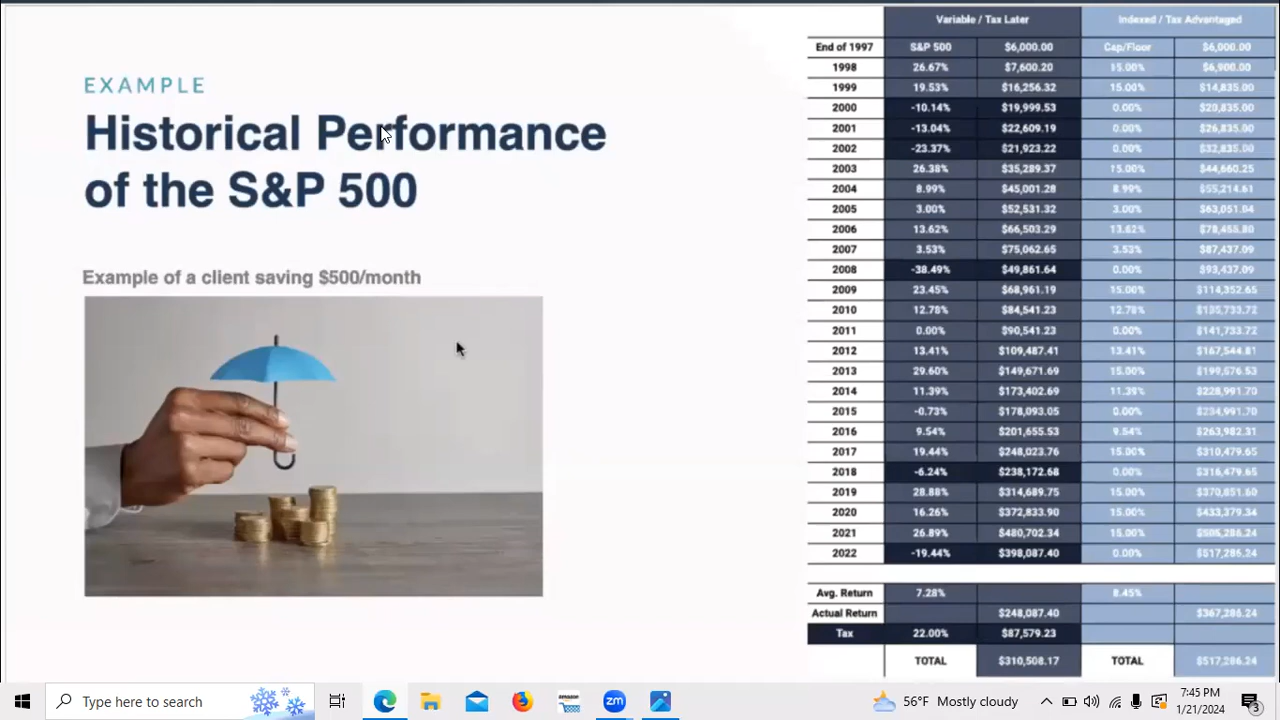 EXAMPLE
Historical Performance
of the S&P 500
Example of a client saving $500/month
Variable / Tax Later Indexed / Tax Advantaged
End of 1997 S&P 500 $6,000.00 Cap/Floor $6,000.00
1998 26.67% $7,600.20 15.00% $6,900.00
1999 19.53% $16,256.32 15.00% $14,835.00
2000 -10.14% $19,999.53 0.00% $20,835.00
2001 -13.04% $22,609.19 0.00% $26,835.00
2002 -23.37% $21,923.22 0.00% $32,835.00
2003 26.38% $35,289.37 15.00% $44,660.25
2004 8.99% $45,001.28 8.99% $55,214.61
2005 3.00% $52,531.32 3.00% $63,051.04
2006 13.62% $66,503.29 13.62% $78,455.80
2007 3.53% $75,062.65 3.53% $87,437.09
2008 -38.49% $49,861.64 0.00% $93,437.09
2009 23.45% $68,961.19 15.00% $114,352.65
2010 12.78% $84,541.23 12.78% $135,733.72
2011 0.00% $90,541.23 0.00% $141,733.72
2012 13.41% $109,487.41 13.41% $167,544.81
2013 29.60% $149,671.69 15.00% $199,576.53
2014 11.39% $173,402.69 11.39% $228,991.70
2015 -0.73% $178,093.05 0.00% $234,991.70
2016 9.54% $201,655.53 9.54% $263,982.31
2017 19.44% $248,023.76 15.00% $310,479.65
2018 -6.24% $238,172.68 0.00% $316,479.65
2019 28.88% $314,689.75 15.00% $370,851.60
2020 16.26% $372,833.90 15.00% $433,379.34
2021 26.89% $480,702.34 15.00% $505,286.24
2022 -19.44% $398,087.40 0.00% $517,286.24
Avg. Return 7.28% 8.45%
Actual Return $248,087.40 $367,286.24
Tax 22.00% $87,579.23
TOTAL $310,508.17 TOTAL $517,286.24
Type here to search
amazon
zm
56°F Mostly cloudy
7:45 PM
1/21/2024
3